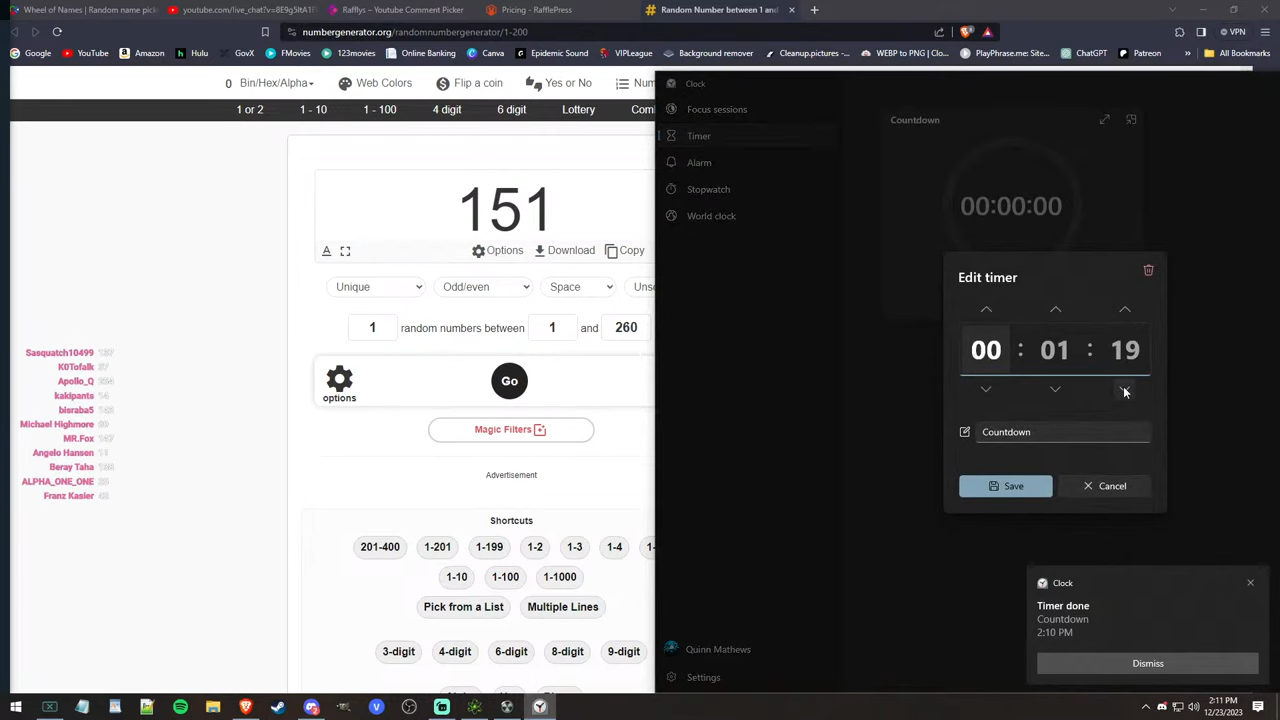 Wheel of Names | Random name pick
youtube.com/live_chat?v=8E9g5ltA1F
Rafflys – Youtube Comment Picker
Pricing - RafflePress
Random Number between 1 and
numbergenerator.org/randomnumbergenerator/1-200
VPN
Google YouTube Amazon Hulu GovX FMovies 123movies Online Banking Canva Epidemic Sound VIPLeague Background remover Cleanup.pictures -... WEBP to PNG | Clo... PlayPhrase.me: Site... ChatGPT Patreon All Bookmarks
0 Bin/Hex/Alpha Web Colors Flip a coin Yes or No Num
1 or 2 1 - 10 1 - 100 4 digit 6 digit Lottery Coml
151
Options Download Copy
Unique Odd/even Space Uns
1 random numbers between 1 and 260
options
Go
Magic Filters
Advertisement
Shortcuts
201-400 1-201 1-199 1-2 1-3 1-4 1-
1-10 1-100 1-1000
Pick from a List Multiple Lines
3-digit 4-digit 6-digit 8-digit 9-digit
Sasquatch10499
K0Tofalk
Apollo_Q
kakipants
bisraba5
Michael Highmore
MR.Fox
Angelo Hansen
Beray Taha
ALPHA_ONE_ONE
Franz Kasier
Clock
Focus sessions
Timer
Alarm
Stopwatch
World clock
Quinn Mathews
Settings
Countdown
00:00:00
Edit timer
00 : 01 : 19
Countdown
Save Cancel
Clock
Timer done
Countdown
2:10 PM
Dismiss
2:11 PM
12/23/2023